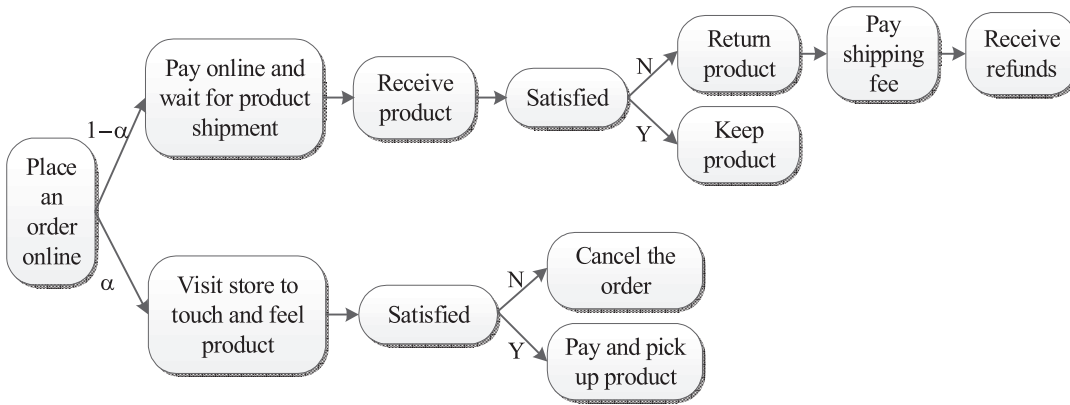 Place
an
order
online
1−α
α
Pay online and
wait for product
shipment
Receive
product
Satisfied
N
Y
Return
product
Pay
shipping
fee
Receive
refunds
Keep
product
Visit store to
touch and feel
product
Satisfied
N
Y
Cancel the
order
Pay and pick
up product